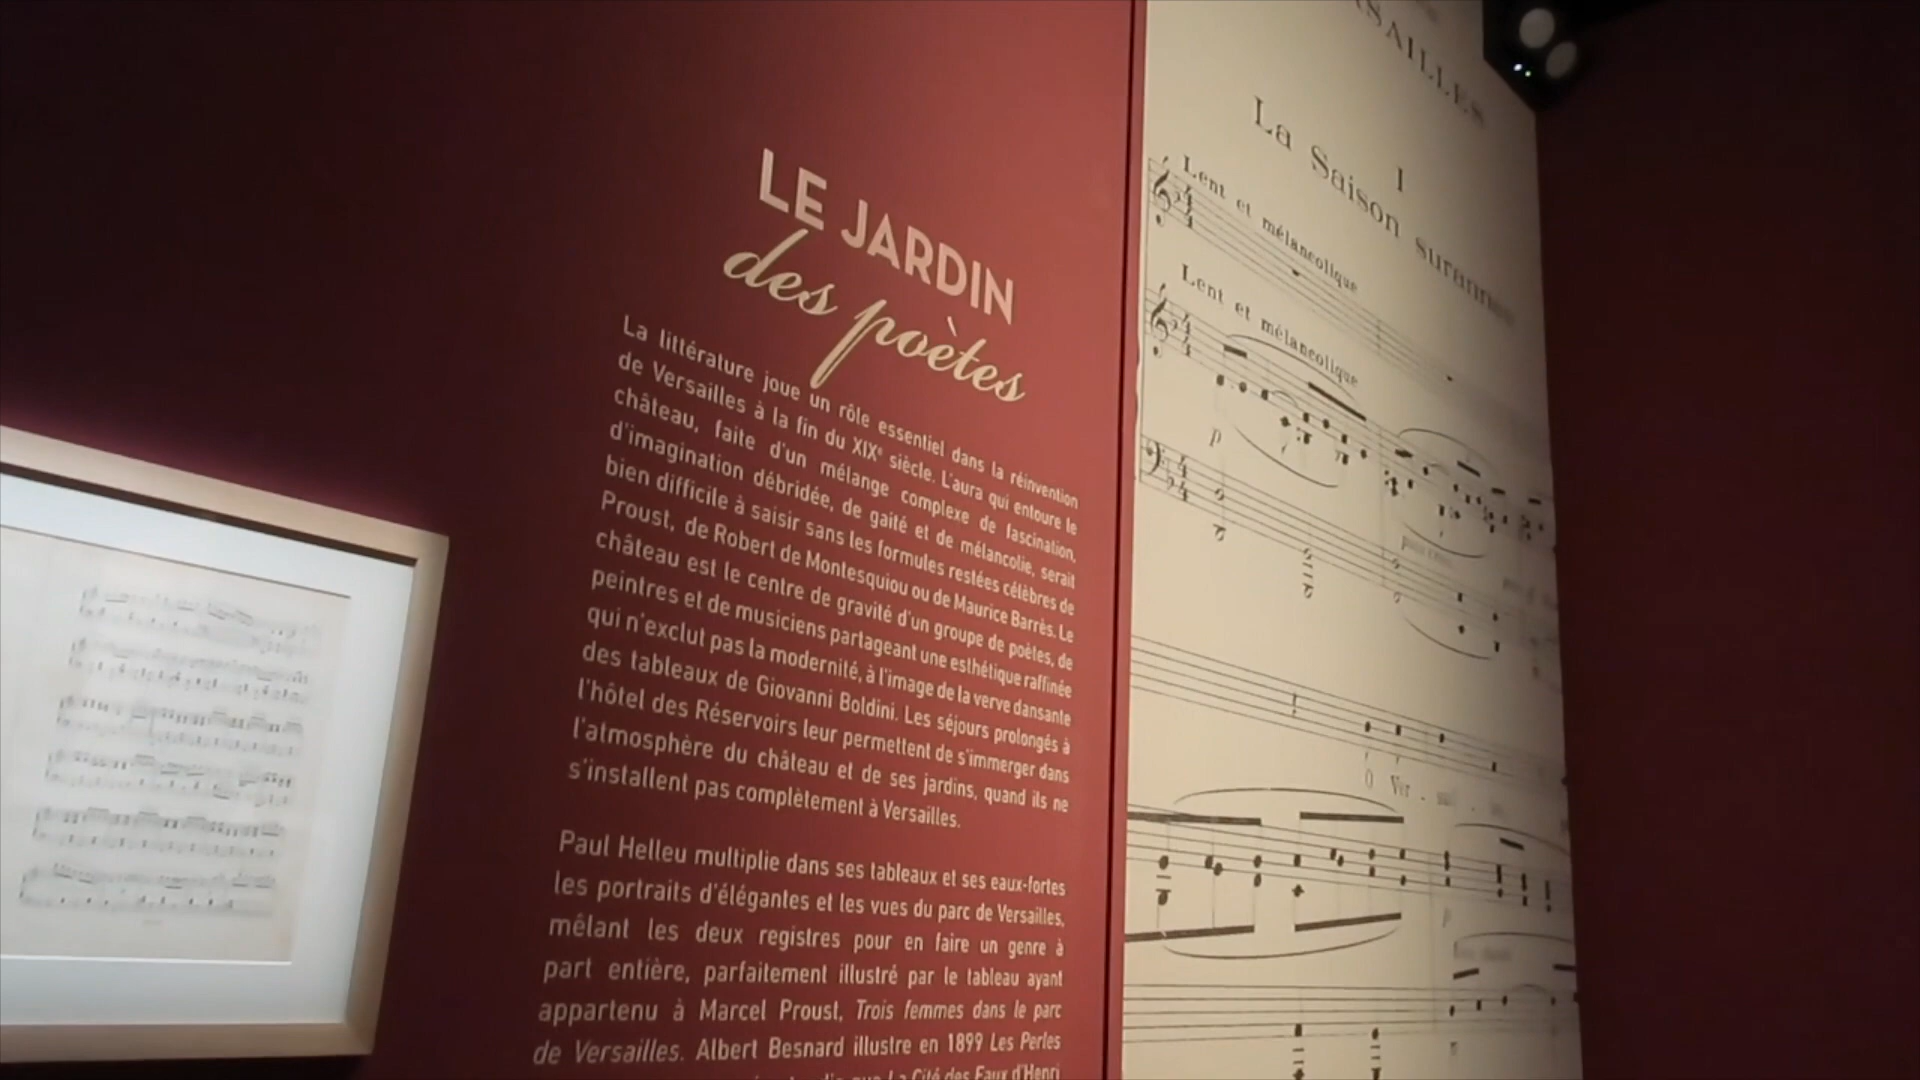 LE JARDIN
des poètes
La littérature joue un rôle essentiel dans la réinvention
de Versailles à la fin du XIXe siècle. L'aura qui entoure le
château, faite d'un mélange complexe de fascination,
d'imagination débridée, de gaité et de mélancolie, serait
bien difficile à saisir sans les formules restées célèbres de
Proust, de Robert de Montesquiou ou de Maurice Barrès. Le
château est le centre de gravité d'un groupe de poètes, de
peintres et de musiciens partageant une esthétique raffinée
qui n'exclut pas la modernité, à l'image de la verve dansante
des tableaux de Giovanni Boldini. Les séjours prolongés à
l'hôtel des Réservoirs leur permettent de s'immerger dans
l'atmosphère du château et de ses jardins, quand ils ne
s'installent pas complètement à Versailles.
Paul Helleu multiplie dans ses tableaux et ses eaux-fortes
les portraits d'élégantes et les vues du parc de Versailles,
mêlant les deux registres pour en faire un genre à
part entière, parfaitement illustré par le tableau ayant
appartenu à Marcel Proust, Trois femmes dans le parc
de Versailles. Albert Besnard illustre en 1899 Les Perles
que La Cité des Eaux d'Henri
SAILLES
I
La Saison surannée
Lent et mélancolique
Lent et mélancolique
p
O Ver - sail
p